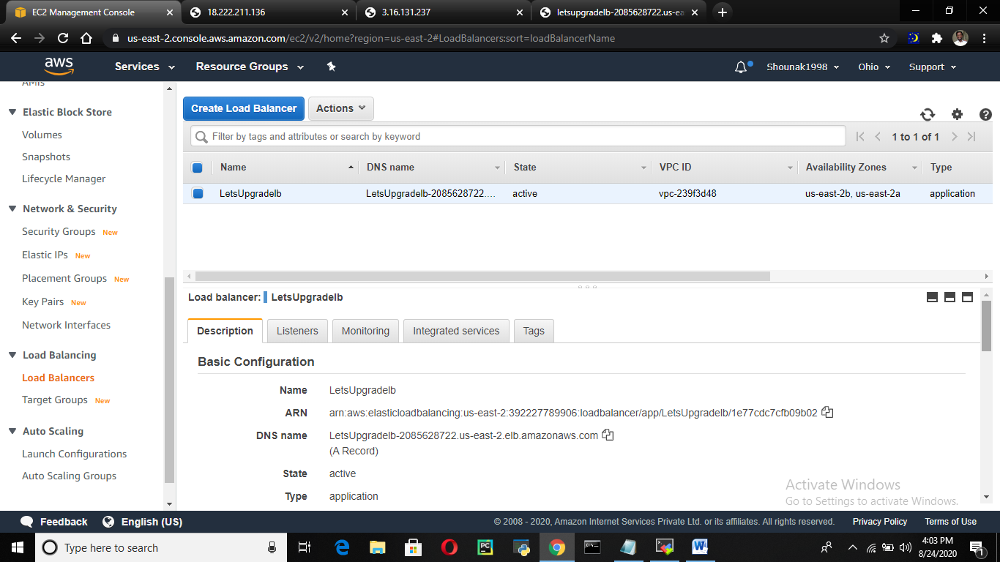 EC2 Management Console
18.222.211.136
3.16.131.237
letsupgradelb-2085628722.us-ea
us-east-2.console.aws.amazon.com/ec2/v2/home?region=us-east-2#LoadBalancers:sort=loadBalancerName
aws
Services
Resource Groups
Shounak1998
Ohio
Support
AMIs
Elastic Block Store
Volumes
Snapshots
Lifecycle Manager
Network & Security
Security Groups New
Elastic IPs New
Placement Groups New
Key Pairs New
Network Interfaces
Load Balancing
Load Balancers
Target Groups New
Auto Scaling
Launch Configurations
Auto Scaling Groups
Create Load Balancer
Actions
Filter by tags and attributes or search by keyword
1 to 1 of 1
Name DNS name State VPC ID Availability Zones Type
LetsUpgradelb LetsUpgradelb-2085628722.... active vpc-239f3d48 us-east-2b, us-east-2a application
Load balancer: LetsUpgradelb
Description Listeners Monitoring Integrated services Tags
Basic Configuration
Name LetsUpgradelb
ARN arn:aws:elasticloadbalancing:us-east-2:392227789906:loadbalancer/app/LetsUpgradelb/1e77cdc7cfb09b02
DNS name LetsUpgradelb-2085628722.us-east-2.elb.amazonaws.com
(A Record)
State active
Type application
Activate Windows
Go to Settings to activate Windows.
Feedback
English (US)
© 2008 - 2020, Amazon Internet Services Private Ltd. or its affiliates. All rights reserved.
Privacy Policy
Terms of Use
Type here to search
4:03 PM
8/24/2020
1